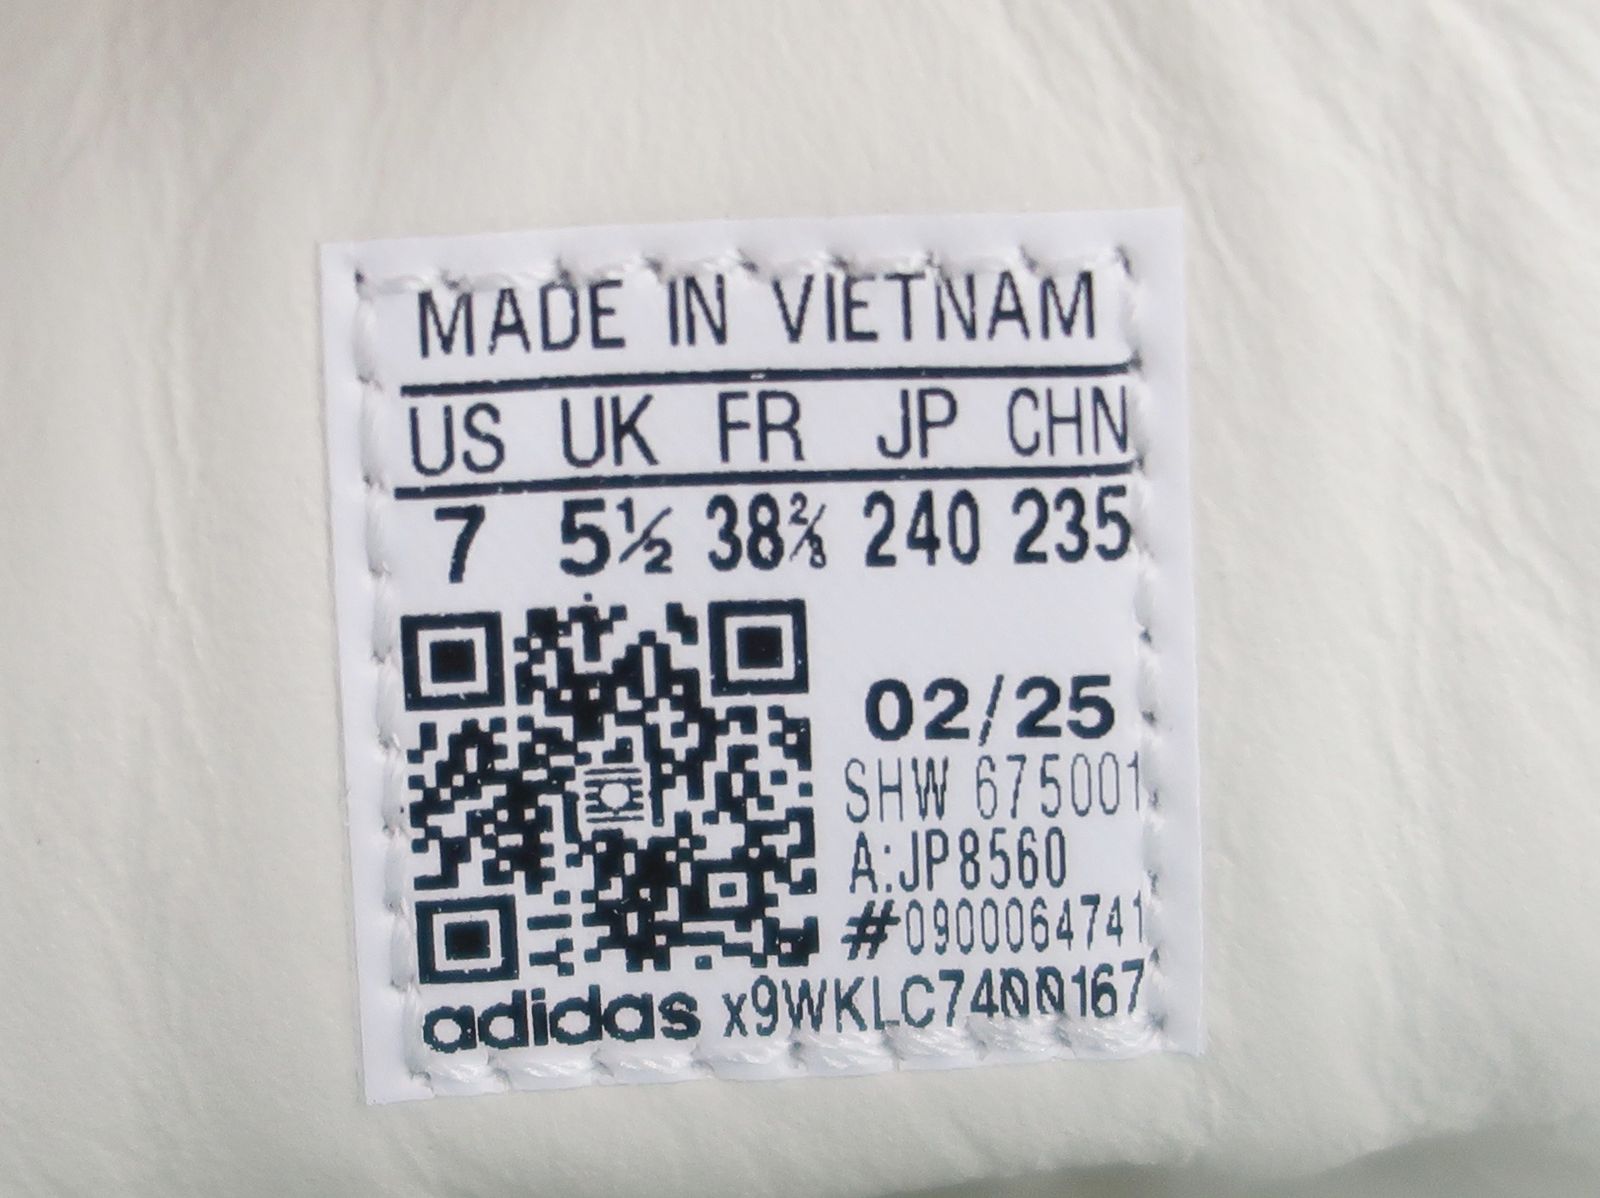 MADE IN VIETNAM
US UK FR JP CHN
7 5½ 38⅔ 240 235
02/25
SHW 675001
A:JP8560
#0900064741
adidas x9WKLC7400167